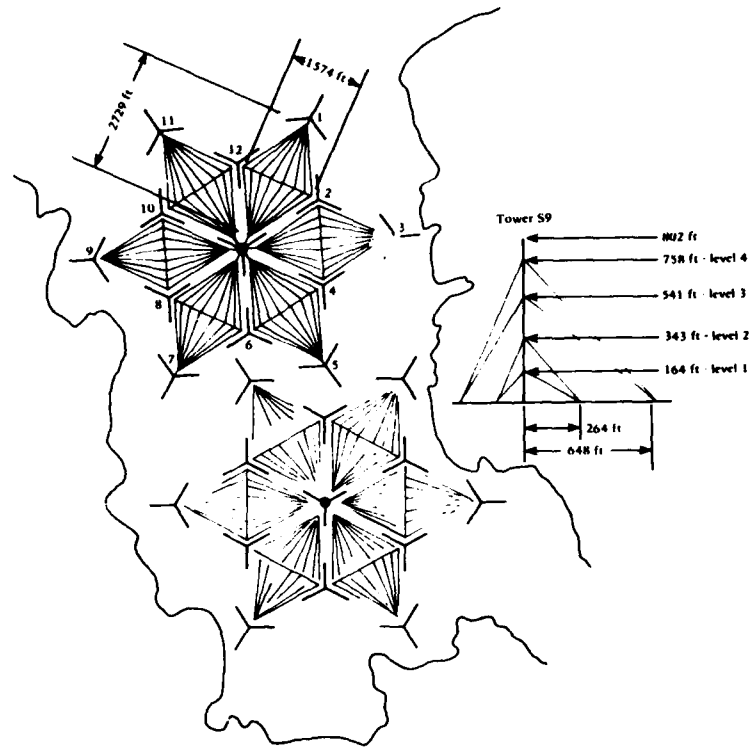 2729 ft
1574 ft
11
1
12
10
2
9
3
8
4
6
7
5
Tower S9
802 ft
758 ft - level 4
541 ft - level 3
343 ft - level 2
164 ft - level 1
264 ft
648 ft